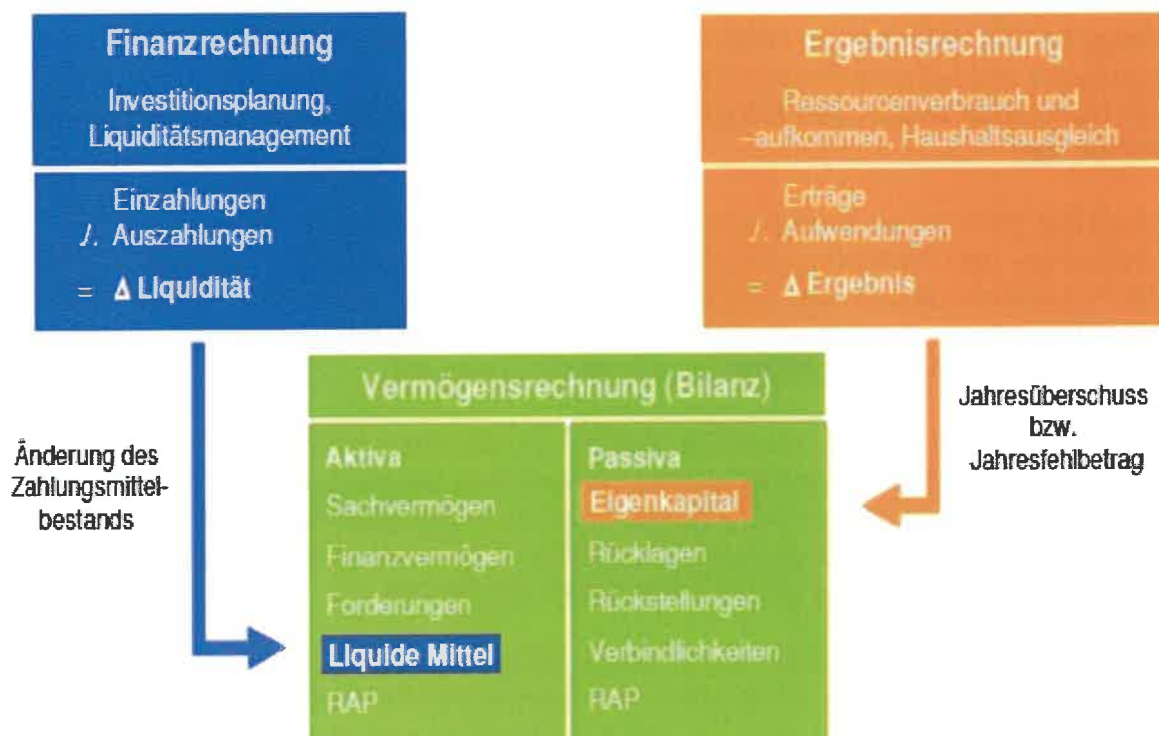 Finanzrechnung
Investitionsplanung,
Liquiditätsmanagement
Einzahlungen
./. Auszahlungen
= Δ Liquidität
Ergebnisrechnung
Ressourcenverbrauch und
–aufkommen, Haushaltsausgleich
Erträge
./. Aufwendungen
= Δ Ergebnis
Änderung des
Zahlungsmittel-
bestands
Vermögensrechnung (Bilanz)
Aktiva
Sachvermögen
Finanzvermögen
Forderungen
Liquide Mittel
RAP
Passiva
Eigenkapital
Rücklagen
Rückstellungen
Verbindlichkeiten
RAP
Jahresüberschuss
bzw.
Jahresfehlbetrag